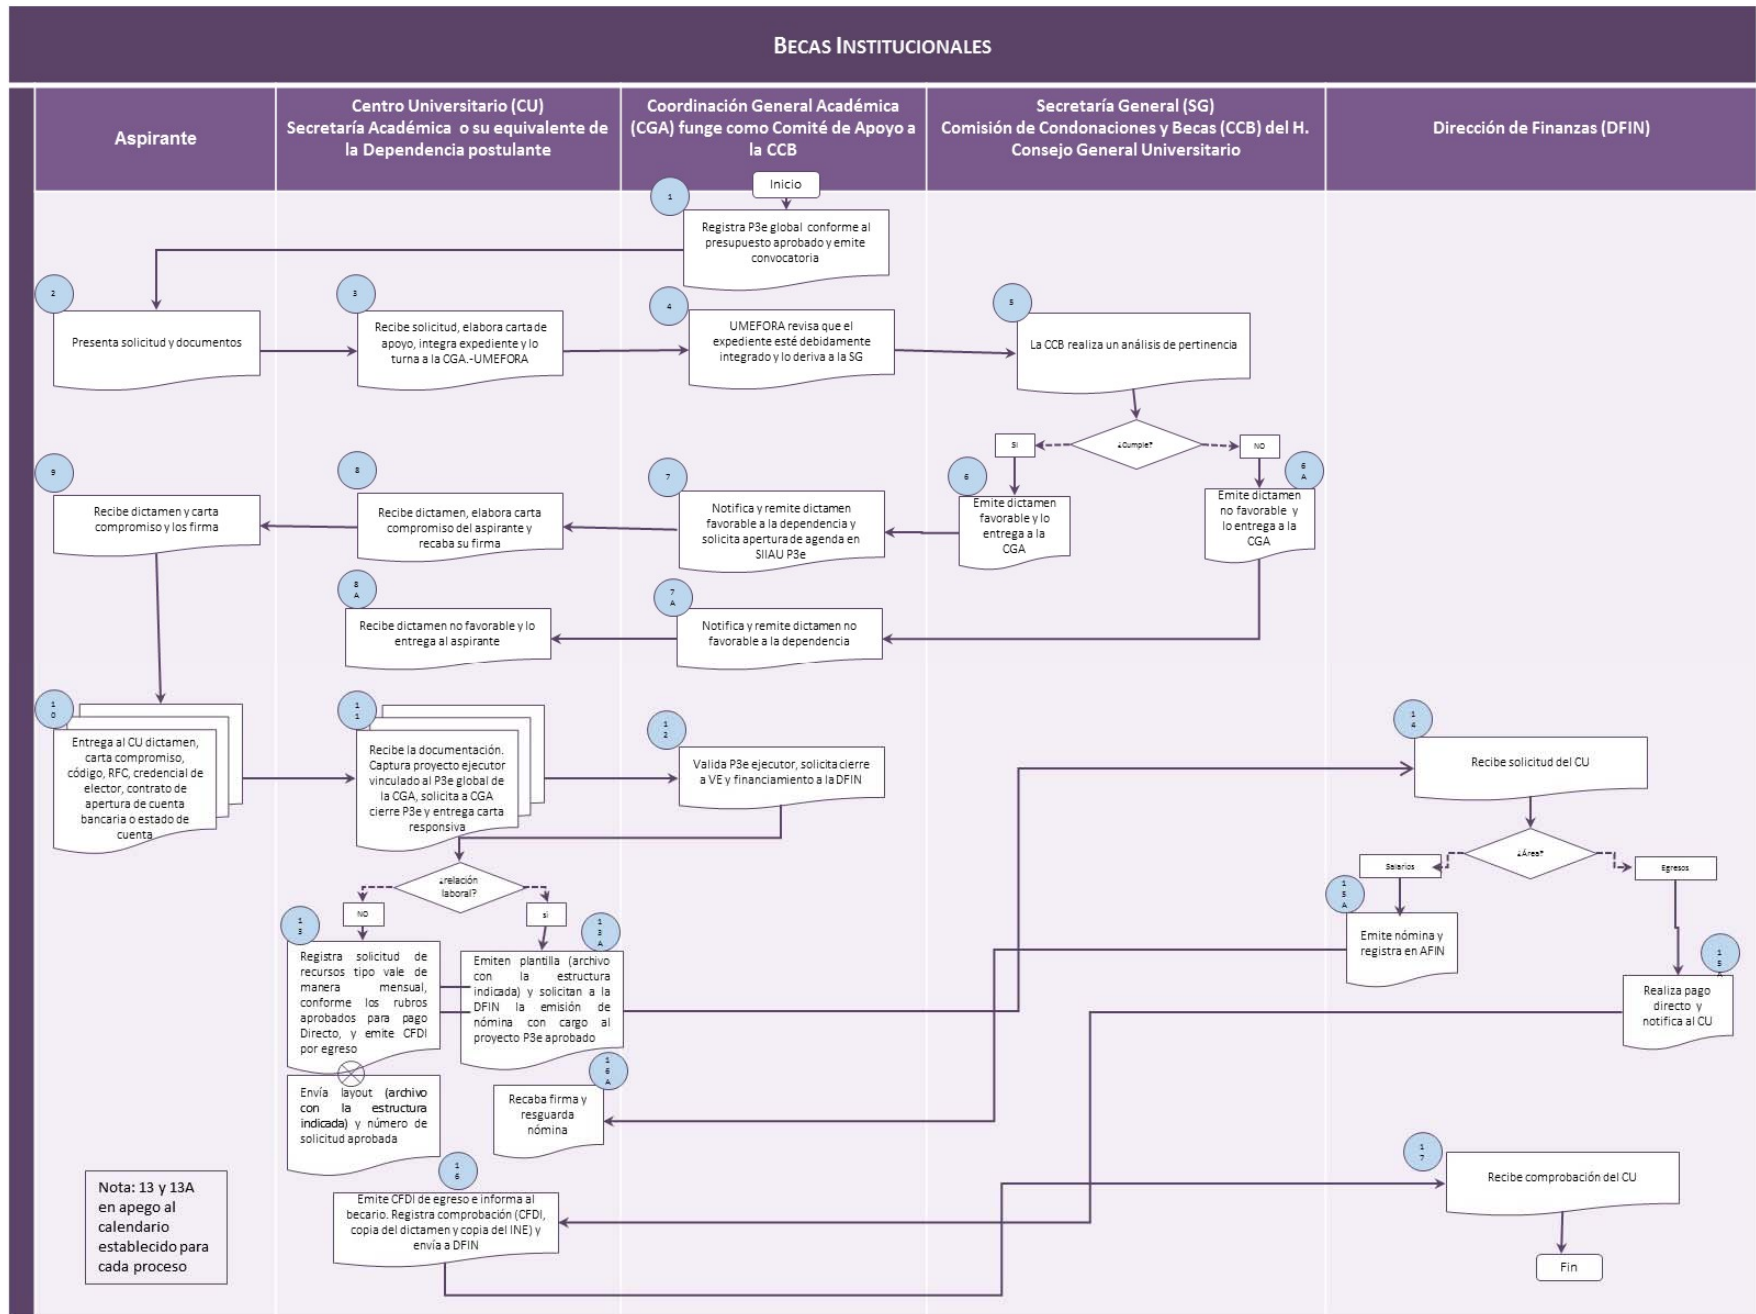 BECAS INSTITUCIONALES
Aspirante
Centro Universitario (CU)
Secretaría Académica o su equivalente de
la Dependencia postulante
Coordinación General Académica
(CGA) funge como Comité de Apoyo a
la CCB
Secretaría General (SG)
Comisión de Condonaciones y Becas (CCB) del H.
Consejo General Universitario
Dirección de Finanzas (DFIN)
Inicio
1
Registra P3e global conforme al
presupuesto aprobado y emite
convocatoria
2
Presenta solicitud y documentos
3
Recibe solicitud, elabora carta de
apoyo, integra expediente y lo
turna a la CGA.-UMEFORA
4
UMEFORA revisa que el
expediente esté debidamente
integrado y lo deriva a la SG
5
La CCB realiza un análisis de pertinencia
¿Cumple?
SI
NO
6
Emite dictamen
favorable y lo
entrega a la
CGA
6
A
Emite dictamen
no favorable y
lo entrega a la
CGA
7
Notifica y remite dictamen
favorable a la dependencia y
solicita apertura de agenda en
SIIAU P3e
8
Recibe dictamen, elabora carta
compromiso del aspirante y
recaba su firma
9
Recibe dictamen y carta
compromiso y los firma
7
A
Notifica y remite dictamen no
favorable a la dependencia
8
A
Recibe dictamen no favorable y lo
entrega al aspirante
1
0
Entrega al CU dictamen,
carta compromiso,
código, RFC, credencial de
elector, contrato de
apertura de cuenta
bancaria o estado de
cuenta
1
1
Recibe la documentación.
Captura proyecto ejecutor
vinculado al P3e global de
la CGA, solicita a CGA
cierre P3e y entrega carta
responsiva
1
2
Valida P3e ejecutor, solicita cierre
a VE y financiamiento a la DFIN
¿relación
laboral?
NO
sì
1
3
Registra solicitud de
recursos tipo vale de
manera mensual,
conforme los rubros
aprobados para pago
Directo, y emite CFDI
por egreso
Envía layout (archivo
con la estructura
indicada) y número de
solicitud aprobada
1
3
A
Emiten plantilla (archivo
con la estructura
indicada) y solicitan a la
DFIN la emisión de
nómina con cargo al
proyecto P3e aprobado
1
4
Recibe solicitud del CU
¿Área?
Salarios
Egresos
1
5
A
Emite nómina y
registra en AFIN
1
5
Realiza pago
directo y
notifica al CU
1
6
A
Recaba firma y
resguarda
nómina
1
6
Emite CFDI de egreso e informa al
becario. Registra comprobación (CFDI,
copia del dictamen y copia del INE) y
envía a DFIN
1
7
Recibe comprobación del CU
Fin
Nota: 13 y 13A
en apego al
calendario
establecido para
cada proceso